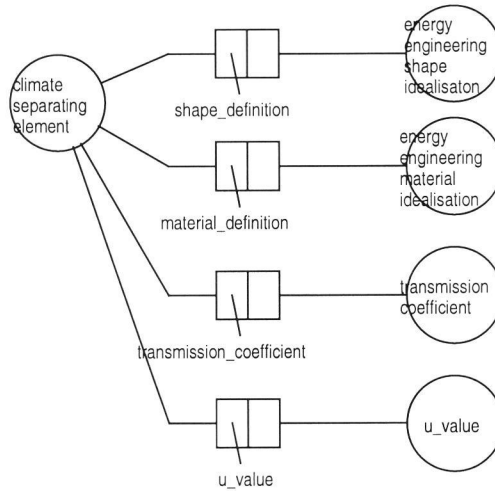 climate
separating
element
energy
engineering
shape
idealisaton
shape_definition
energy
engineering
material
idealisation
material_definition
transmission
coefficient
transmission_coefficient
u_value
u_value